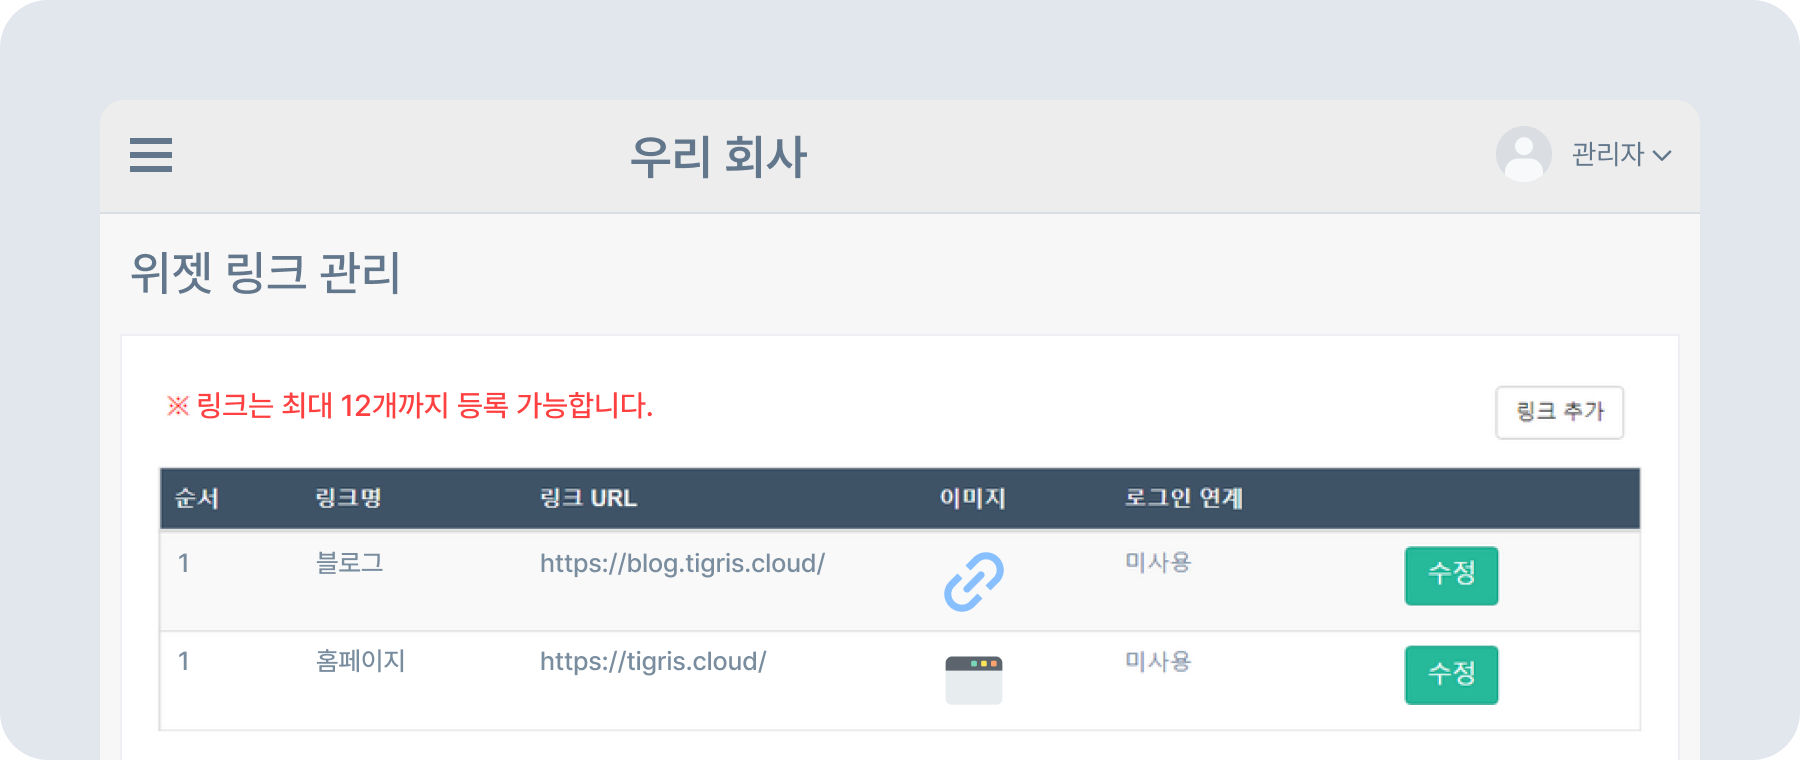 우리 회사
관리자
위젯 링크 관리
※ 링크는 최대 12개까지 등록 가능합니다.
링크 추가
순서 링크명 링크 URL 이미지 로그인 연계
1 블로그 https://blog.tigris.cloud/ 미사용 수정
1 홈페이지 https://tigris.cloud/ 미사용 수정